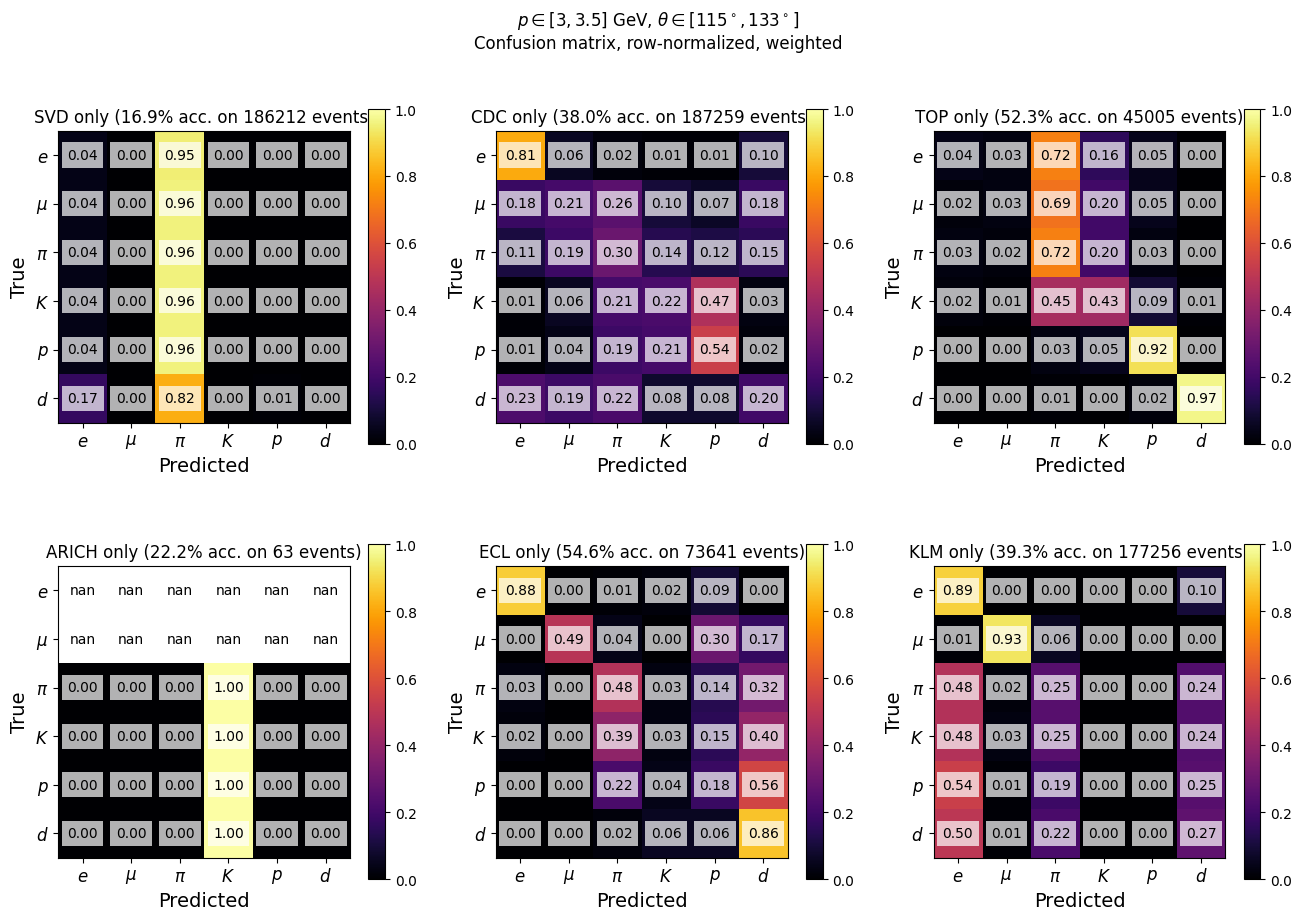 p ∈ [3, 3.5] GeV, θ ∈ [115°, 133°]
Confusion matrix, row-normalized, weighted
SVD only (16.9% acc. on 186212 events
e 0.04 0.00 0.95 0.00 0.00 0.00
μ 0.04 0.00 0.96 0.00 0.00 0.00
π 0.04 0.00 0.96 0.00 0.00 0.00
K 0.04 0.00 0.96 0.00 0.00 0.00
p 0.04 0.00 0.96 0.00 0.00 0.00
d 0.17 0.00 0.82 0.00 0.01 0.00
e μ π K p d
Predicted
True
1.0
0.8
0.6
0.4
0.2
0.0
CDC only (38.0% acc. on 187259 events
e 0.81 0.06 0.02 0.01 0.01 0.10
μ 0.18 0.21 0.26 0.10 0.07 0.18
π 0.11 0.19 0.30 0.14 0.12 0.15
K 0.01 0.06 0.21 0.22 0.47 0.03
p 0.01 0.04 0.19 0.21 0.54 0.02
d 0.23 0.19 0.22 0.08 0.08 0.20
e μ π K p d
Predicted
True
1.0
0.8
0.6
0.4
0.2
0.0
TOP only (52.3% acc. on 45005 events)
e 0.04 0.03 0.72 0.16 0.05 0.00
μ 0.02 0.03 0.69 0.20 0.05 0.00
π 0.03 0.02 0.72 0.20 0.03 0.00
K 0.02 0.01 0.45 0.43 0.09 0.01
p 0.00 0.00 0.03 0.05 0.92 0.00
d 0.00 0.00 0.01 0.00 0.02 0.97
e μ π K p d
Predicted
True
1.0
0.8
0.6
0.4
0.2
0.0
ARICH only (22.2% acc. on 63 events)
e nan nan nan nan nan nan
μ nan nan nan nan nan nan
π 0.00 0.00 0.00 1.00 0.00 0.00
K 0.00 0.00 0.00 1.00 0.00 0.00
p 0.00 0.00 0.00 1.00 0.00 0.00
d 0.00 0.00 0.00 1.00 0.00 0.00
e μ π K p d
Predicted
True
1.0
0.8
0.6
0.4
0.2
0.0
ECL only (54.6% acc. on 73641 events)
e 0.88 0.00 0.01 0.02 0.09 0.00
μ 0.00 0.49 0.04 0.00 0.30 0.17
π 0.03 0.00 0.48 0.03 0.14 0.32
K 0.02 0.00 0.39 0.03 0.15 0.40
p 0.00 0.00 0.22 0.04 0.18 0.56
d 0.00 0.00 0.02 0.06 0.06 0.86
e μ π K p d
Predicted
True
1.0
0.8
0.6
0.4
0.2
0.0
KLM only (39.3% acc. on 177256 events
e 0.89 0.00 0.00 0.00 0.00 0.10
μ 0.01 0.93 0.06 0.00 0.00 0.00
π 0.48 0.02 0.25 0.00 0.00 0.24
K 0.48 0.03 0.25 0.00 0.00 0.24
p 0.54 0.01 0.19 0.00 0.00 0.25
d 0.50 0.01 0.22 0.00 0.00 0.27
e μ π K p d
Predicted
True
1.0
0.8
0.6
0.4
0.2
0.0